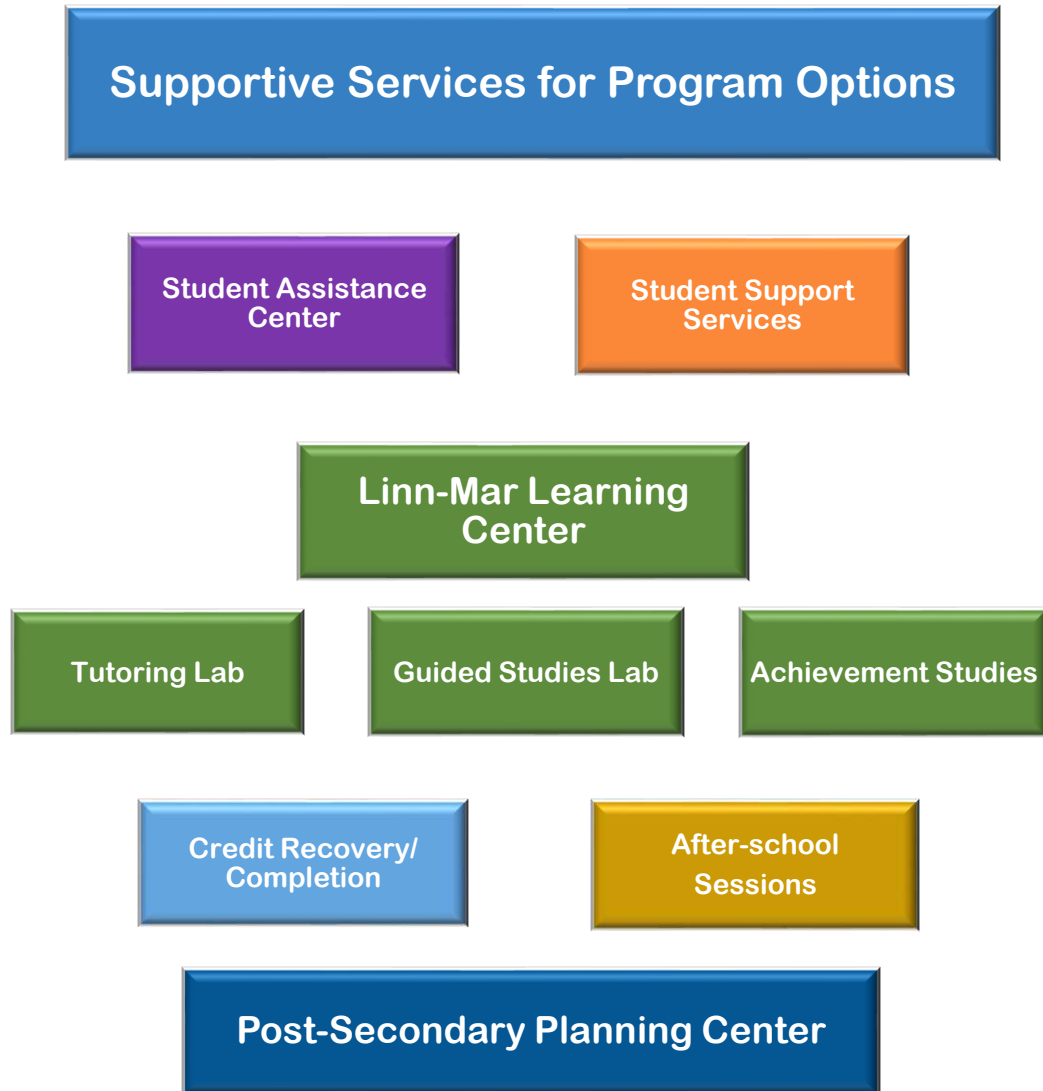 Supportive Services for Program Options
Student Assistance
Center
Student Support
Services
Linn-Mar Learning
Center
Tutoring Lab
Guided Studies Lab
Achievement Studies
Credit Recovery/
Completion
After-school
Sessions
Post-Secondary Planning Center